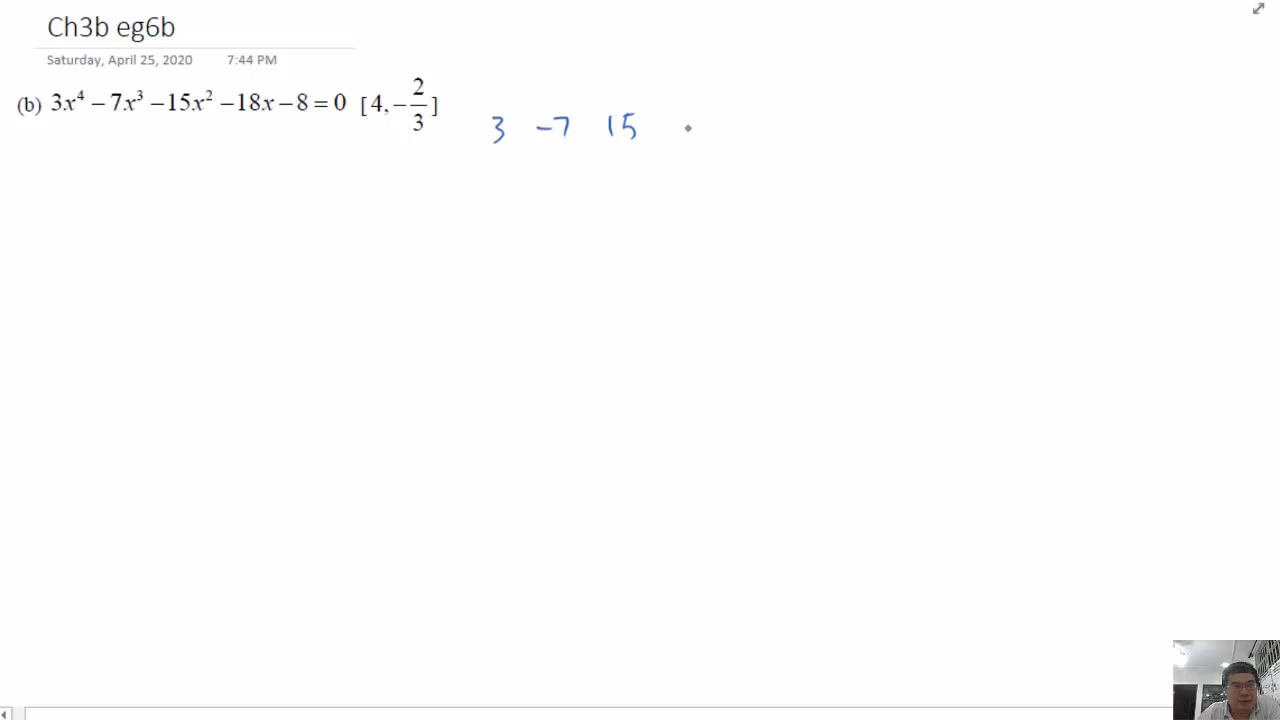 Ch3b eg6b
Saturday, April 25, 2020 7:44 PM
(b) 3x⁴ − 7x³ − 15x² − 18x − 8 = 0 [4, −2/3]
3 −7 15